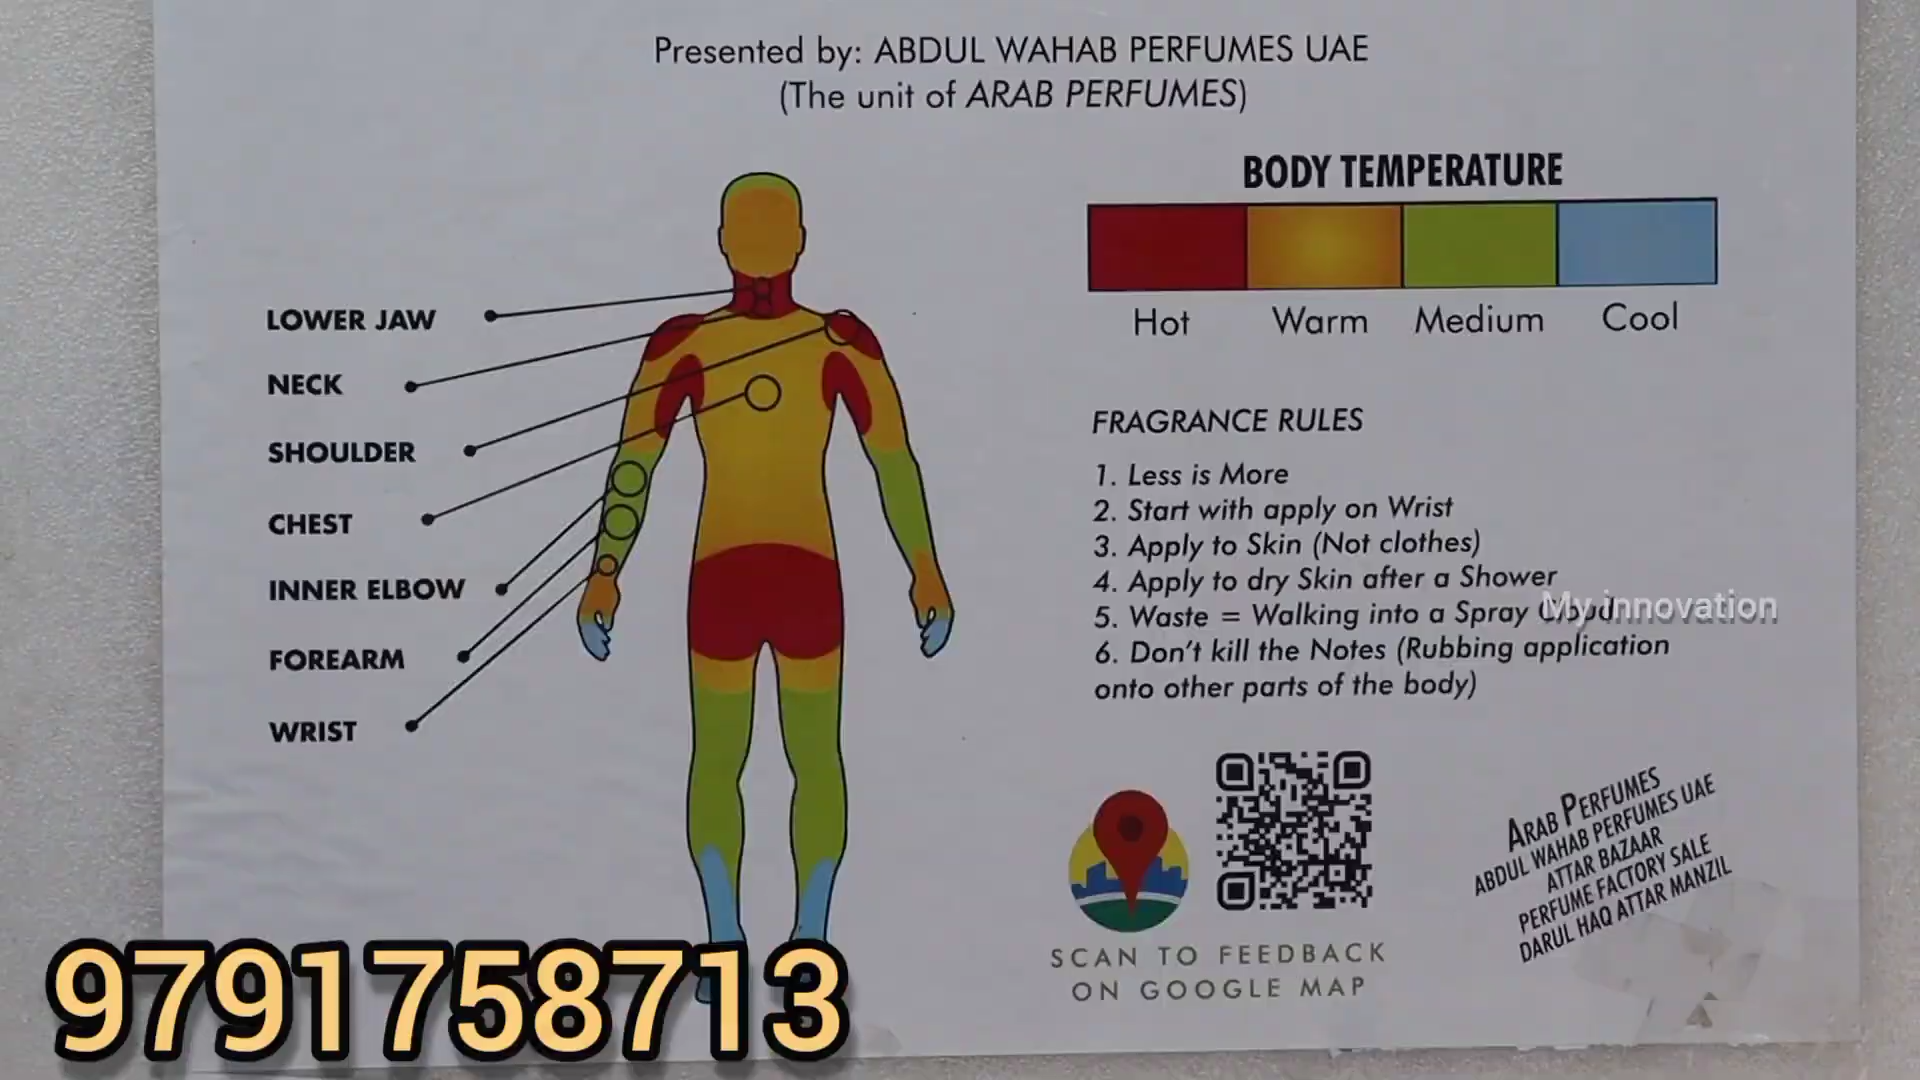 Presented by: ABDUL WAHAB PERFUMES UAE
(The unit of ARAB PERFUMES)
BODY TEMPERATURE
Hot Warm Medium Cool
LOWER JAW
NECK
SHOULDER
CHEST
INNER ELBOW
FOREARM
WRIST
FRAGRANCE RULES
1. Less is More
2. Start with apply on Wrist
3. Apply to Skin (Not clothes)
4. Apply to dry Skin after a Shower
5. Waste = Walking into a Spray Cloud
My innovation
6. Don't kill the Notes (Rubbing application
onto other parts of the body)
SCAN TO FEEDBACK
ON GOOGLE MAP
ARAB PERFUMES
ABDUL WAHAB PERFUMES UAE
ATTAR BAZAAR
PERFUME FACTORY SALE
DARUL HAQ ATTAR MANZIL
9791758713